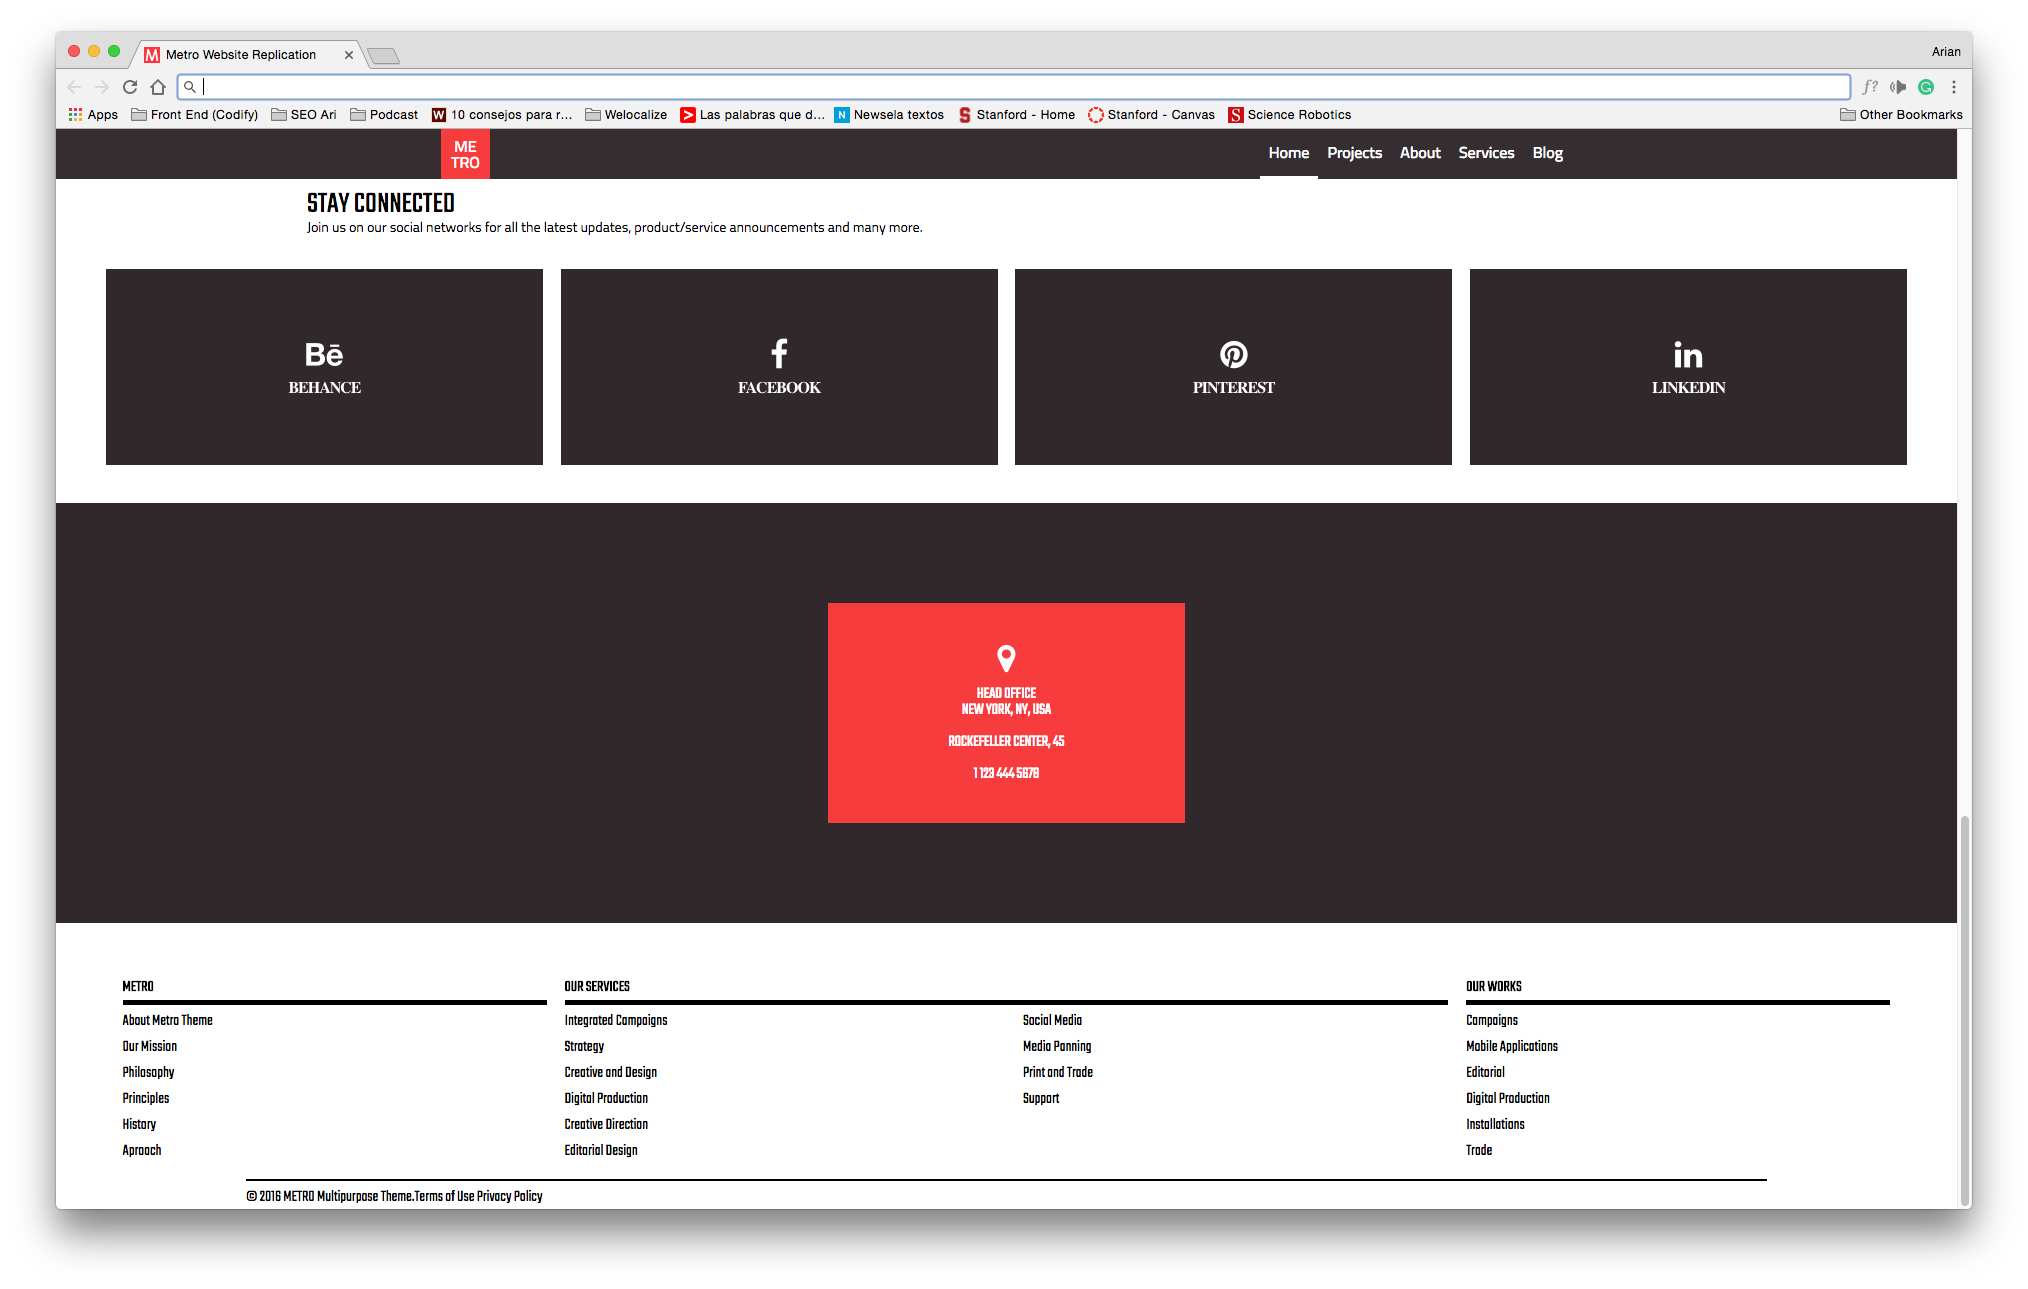 Metro Website Replication
Arian
Apps Front End (Codify) SEO Ari Podcast 10 consejos para r... Welocalize Las palabras que d... Newsela textos Stanford - Home Stanford - Canvas Science Robotics Other Bookmarks
ME
TRO
Home Projects About Services Blog
STAY CONNECTED
Join us on our social networks for all the latest updates, product/service announcements and many more.
Bē
BEHANCE
FACEBOOK
PINTEREST
in
LINKEDIN
HEAD OFFICE
NEW YORK, NY, USA
ROCKEFELLER CENTER, 45
1 123 444 5678
METRO
About Metro Theme
Our Mission
Philosophy
Principles
History
Aproach
OUR SERVICES
Integrated Campaigns
Strategy
Creative and Design
Digital Production
Creative Direction
Editorial Design
Social Media
Media Panning
Print and Trade
Support
OUR WORKS
Campaigns
Mobile Applications
Editorial
Digital Production
Installations
Trade
© 2016 METRO Multipurpose Theme.Terms of Use Privacy Policy